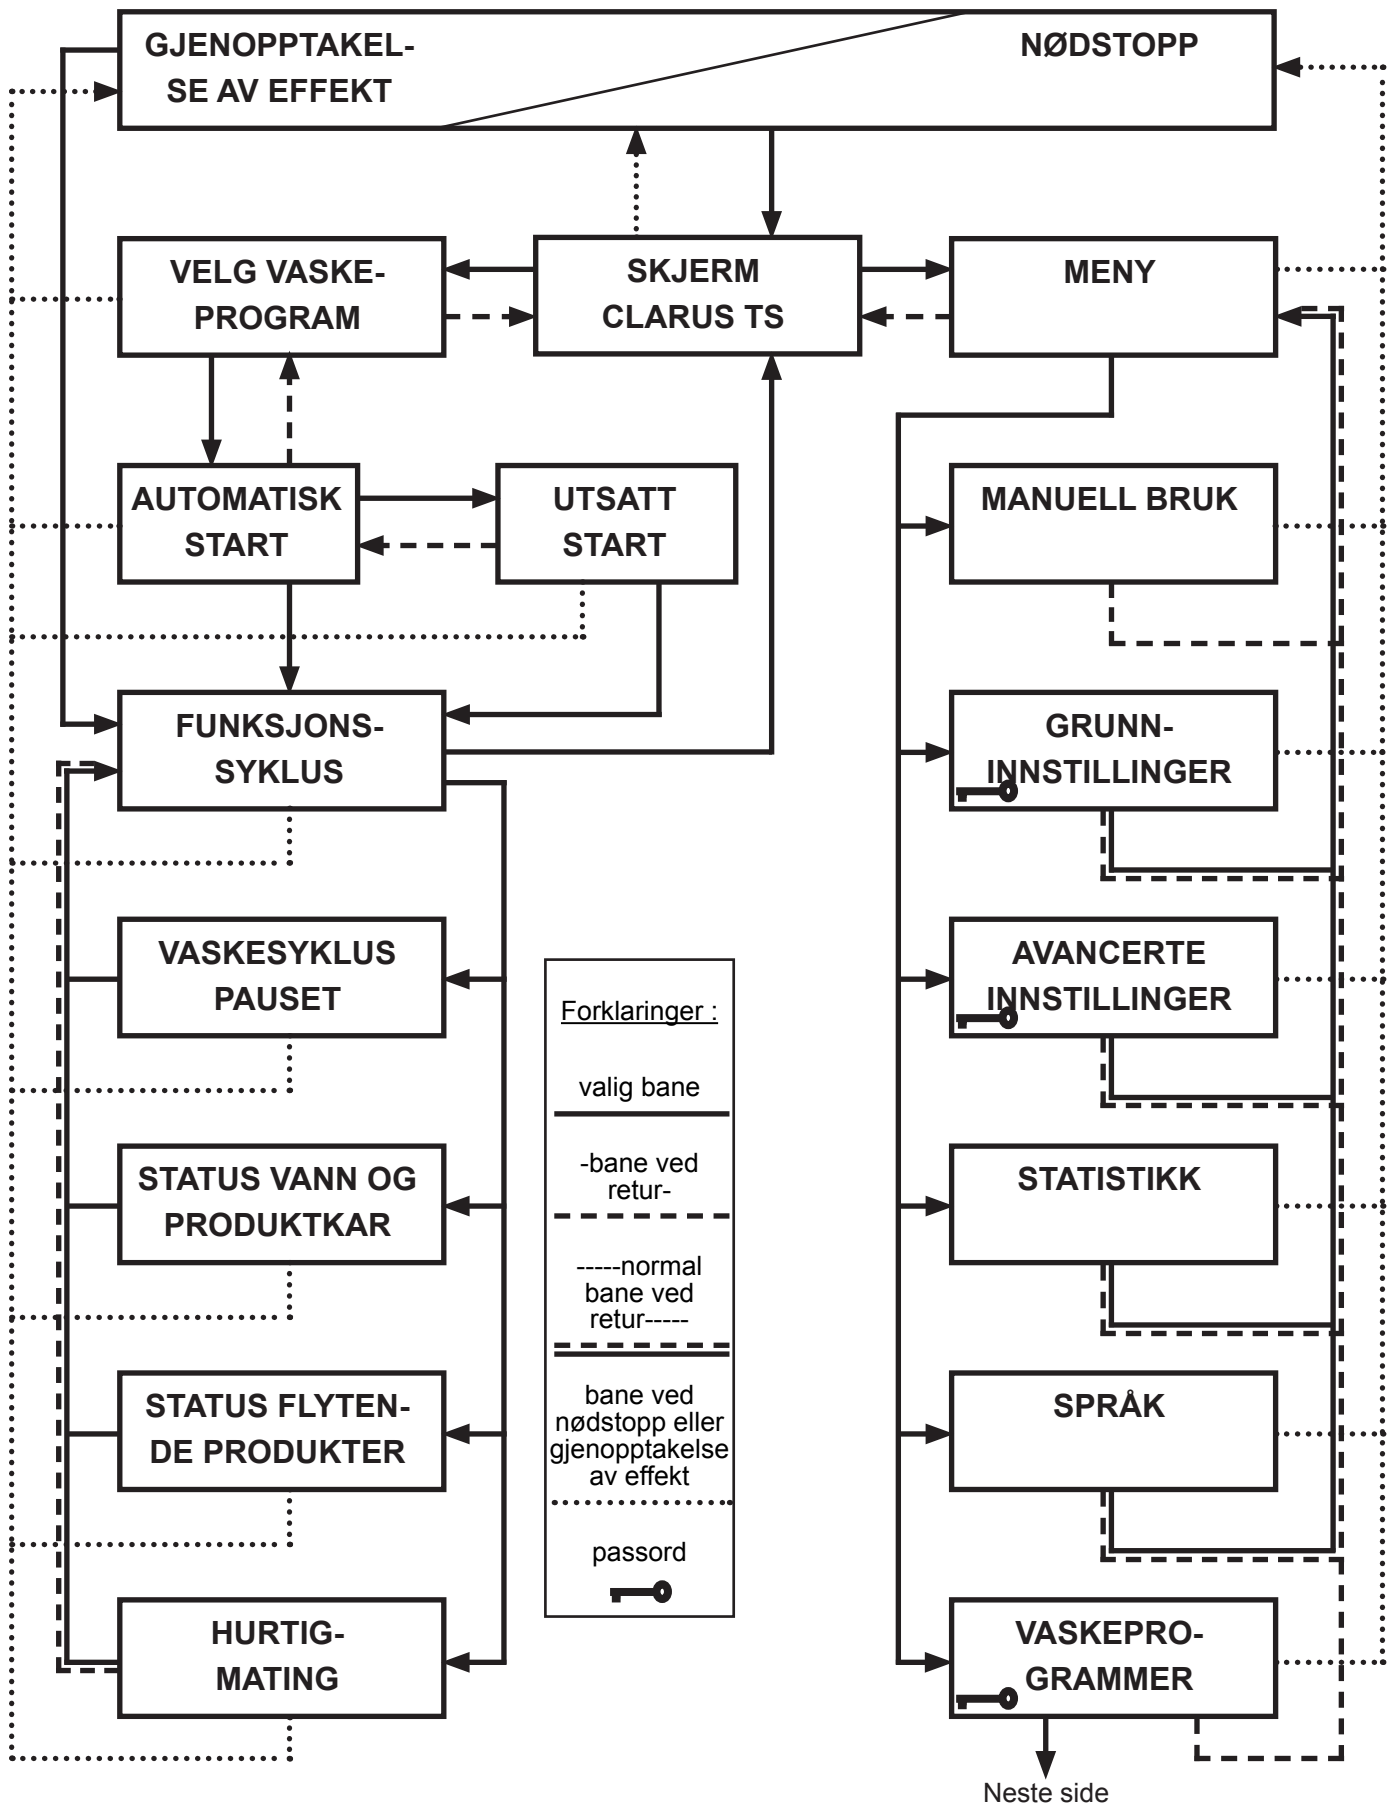 GJENOPPTAKEL-
SE AV EFFEKT
NØDSTOPP
VELG VASKE-
PROGRAM
SKJERM
CLARUS TS
MENY
AUTOMATISK
START
UTSATT
START
MANUELL BRUK
FUNKSJONS-
SYKLUS
GRUNN-
INNSTILLINGER
VASKESYKLUS
PAUSET
AVANCERTE
INNSTILLINGER
STATUS VANN OG
PRODUKTKAR
STATISTIKK
STATUS FLYTEN-
DE PRODUKTER
SPRÅK
HURTIG-
MATING
VASKEPRO-
GRAMMER
Neste side
Forklaringer :
valig bane
-bane ved
retur-
-----normal
bane ved
retur-----
bane ved
nødstopp eller
gjenopptakelse
av effekt
passord